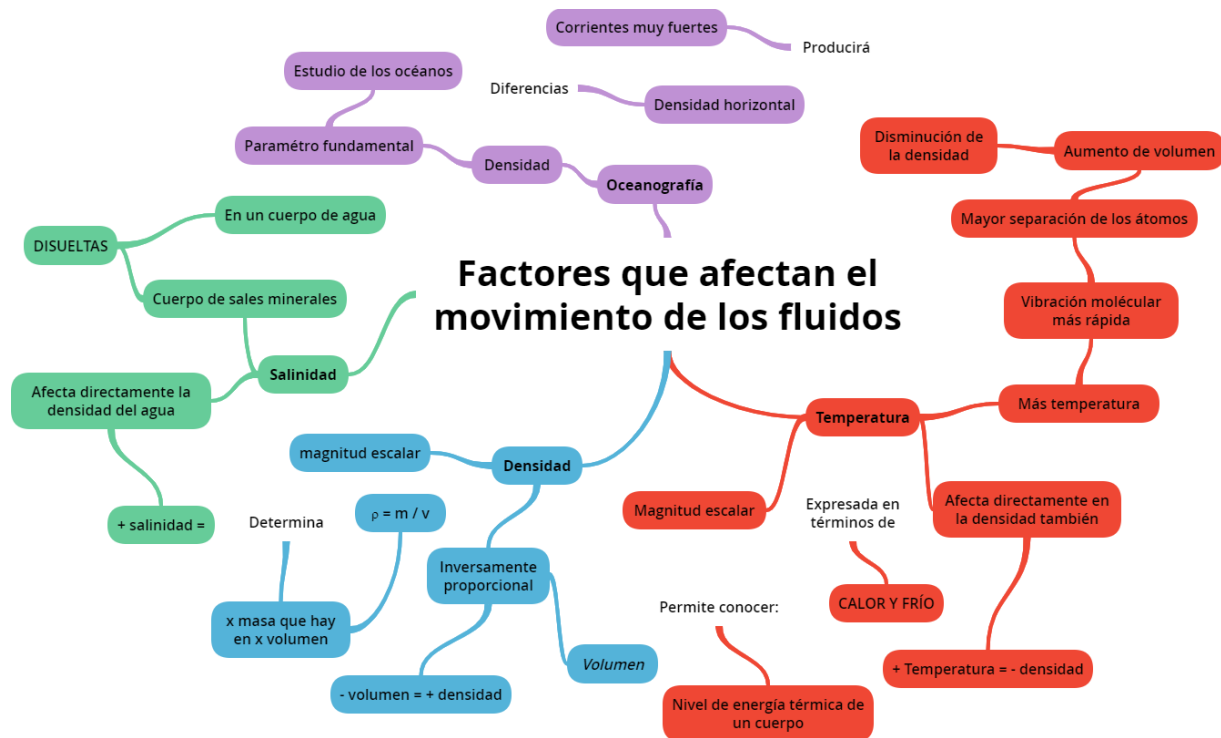 Corrientes muy fuertes
Producirá
Estudio de los océanos
Diferencias
Densidad horizontal
Paramétro fundamental
Densidad
Oceanografía
Disminución de
la densidad
Aumento de volumen
Mayor separación de los átomos
Vibración molécular
más rápida
Más temperatura
En un cuerpo de agua
DISUELTAS
Cuerpo de sales minerales
Factores que afectan el
movimiento de los fluidos
Salinidad
Afecta directamente la
densidad del agua
+ salinidad =
Temperatura
Magnitud escalar
Expresada en
términos de
CALOR Y FRÍO
Afecta directamente en
la densidad también
+ Temperatura = - densidad
Permite conocer:
Nivel de energía térmica de
un cuerpo
magnitud escalar
Densidad
Determina
ρ = m / v
x masa que hay
en x volumen
Inversamente
proporcional
Volumen
- volumen = + densidad